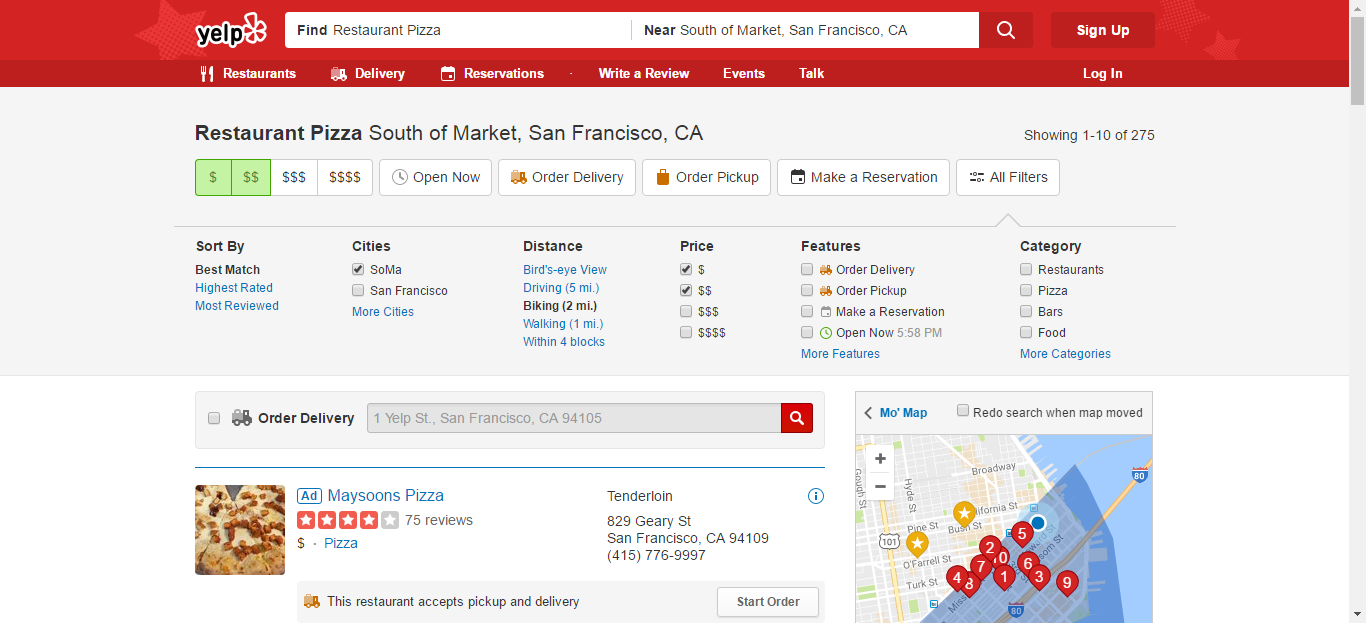 yelp
Find Restaurant Pizza
Near South of Market, San Francisco, CA
Sign Up
Restaurants
Delivery
Reservations
·
Write a Review
Events
Talk
Log In
Restaurant Pizza South of Market, San Francisco, CA
Showing 1-10 of 275
$
$$
$$$
$$$$
Open Now
Order Delivery
Order Pickup
Make a Reservation
All Filters
Sort By
Best Match
Highest Rated
Most Reviewed
Cities
SoMa
San Francisco
More Cities
Distance
Bird's-eye View
Driving (5 mi.)
Biking (2 mi.)
Walking (1 mi.)
Within 4 blocks
Price
$
$$
$$$
$$$$
Features
Order Delivery
Order Pickup
Make a Reservation
Open Now 5:58 PM
More Features
Category
Restaurants
Pizza
Bars
Food
More Categories
Order Delivery
1 Yelp St., San Francisco, CA 94105
Ad Maysoons Pizza
75 reviews
$ · Pizza
Tenderloin
829 Geary St
San Francisco, CA 94109
(415) 776-9997
This restaurant accepts pickup and delivery
Start Order
Mo' Map
Redo search when map moved
+
−
Broadway
80
Gough St
Hyde St
California St
Pine St
Bush St
101
O'Farrell St
Turk St
5
2
7
6
4
1
3
9
80